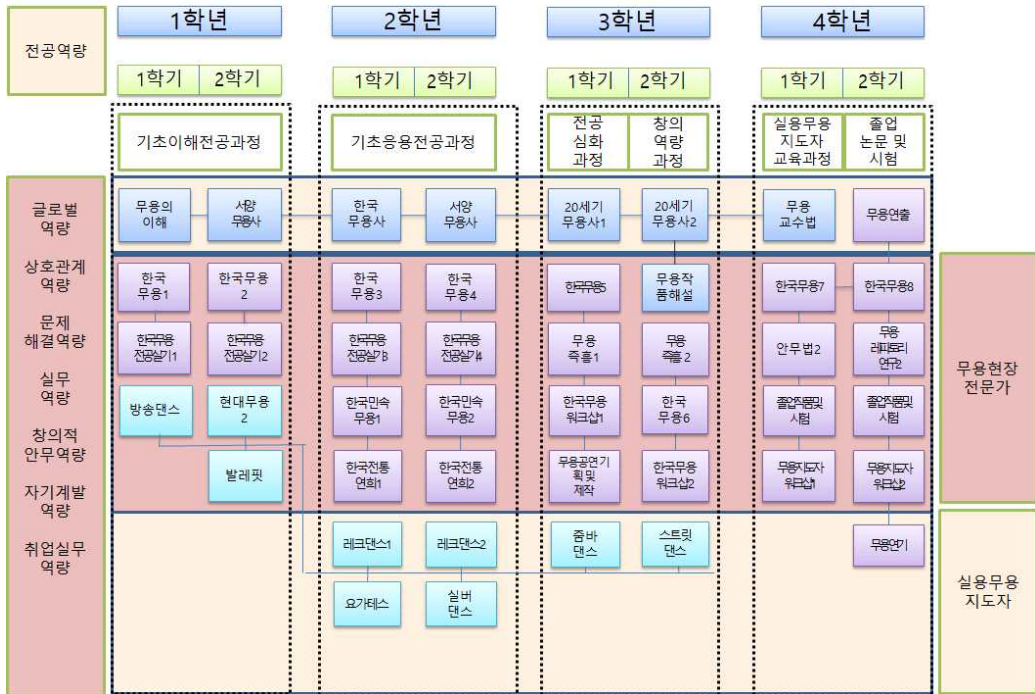 전공역량
1학년
2학년
3학년
4학년
1학기
2학기
1학기
2학기
1학기
2학기
1학기
2학기
기초이해전공과정
기초응용전공과정
전공
심화
과정
창의
역량
과정
실용무용
지도자
교육과정
졸업
논문 및
시험
글로벌
역량
상호관계
역량
문제
해결역량
실무
역량
창의적
안무역량
자기계발
역량
취업실무
역량
무용의
이해
서양
무용사
한국
무용사
서양
무용사
20세기
무용사1
20세기
무용사2
무용
교수법
무용연출
한국
무용1
한국무용
2
한국
무용3
한국
무용4
한국무용5
무용작
품해설
한국무용7
한국무용8
한국무용
전공실기1
한국무용
전공실기2
한국무용
전공실기3
한국무용
전공실기4
무용
즉흥1
무용
즉흥2
안무법2
무용
레파토리
연구2
방송댄스
현대무용
2
한국민속
무용1
한국민속
무용2
한국무용
워크샵1
한국
무용6
졸업작품및
시험
졸업작품및
시험
발레핏
한국전통
연희1
한국전통
연희2
무용공연기
획및
제작
한국무용
워크샵2
무용지도자
워크샵1
무용지도자
워크샵2
레크댄스1
레크댄스2
줌바
댄스
스트릿
댄스
무용연기
요가테스
실버
댄스
무용현장
전문가
실용무용
지도자